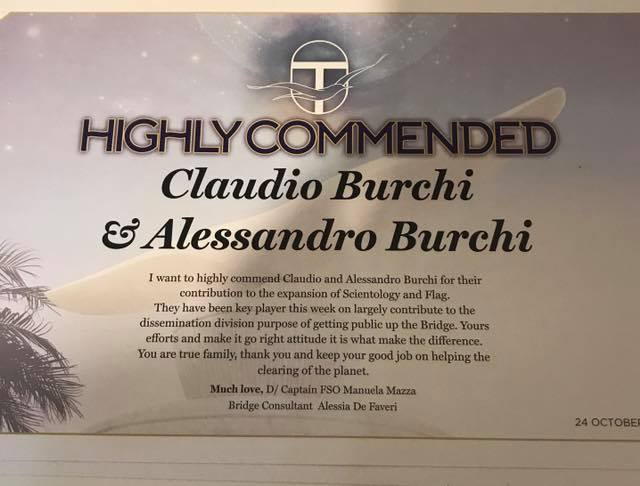 T
HIGHLY COMMENDED
Claudio Burchi
& Alessandro Burchi
I want to highly commend Claudio and Alessandro Burchi for their
contribution to the expansion of Scientology and Flag.
They have been key player this week on largely contribute to the
dissemination division purpose of getting public up the Bridge. Yours
efforts and make it go right attitude it is what make the difference.
You are true family, thank you and keep your good job on helping the
clearing of the planet.
Much love, D/ Captain FSO Manuela Mazza
Bridge Consultant Alessia De Faveri
24 OCTOBER